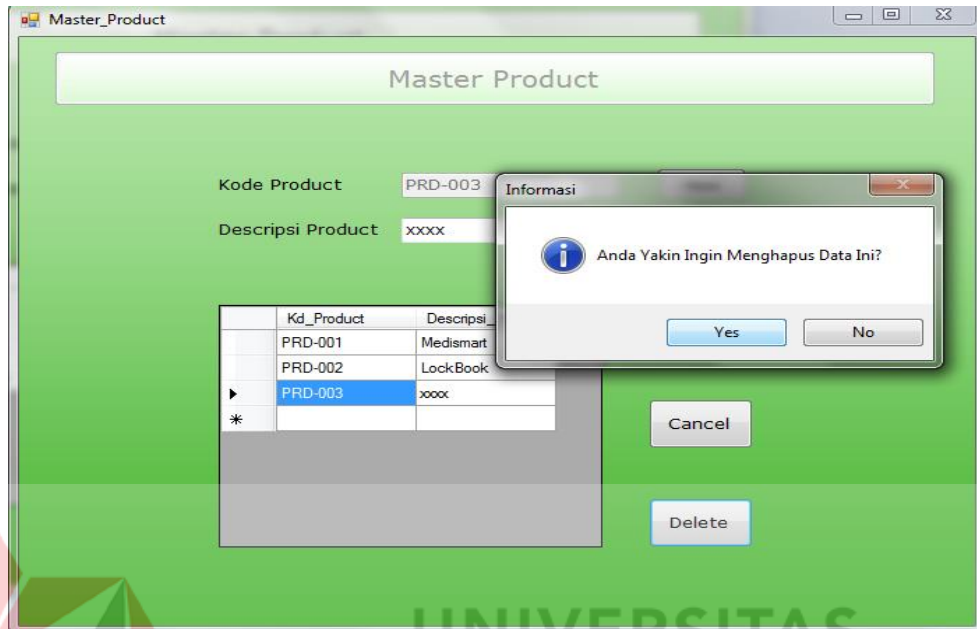 Master_Product
Master Product
Kode Product PRD-003
Descripsi Product xxxx
Informasi
Anda Yakin Ingin Menghapus Data Ini?
Yes No
Kd_Product Descripsi_
PRD-001 Medismart
PRD-002 LockBook
PRD-003 xxxx
Cancel
Delete
UNIVERSITAS